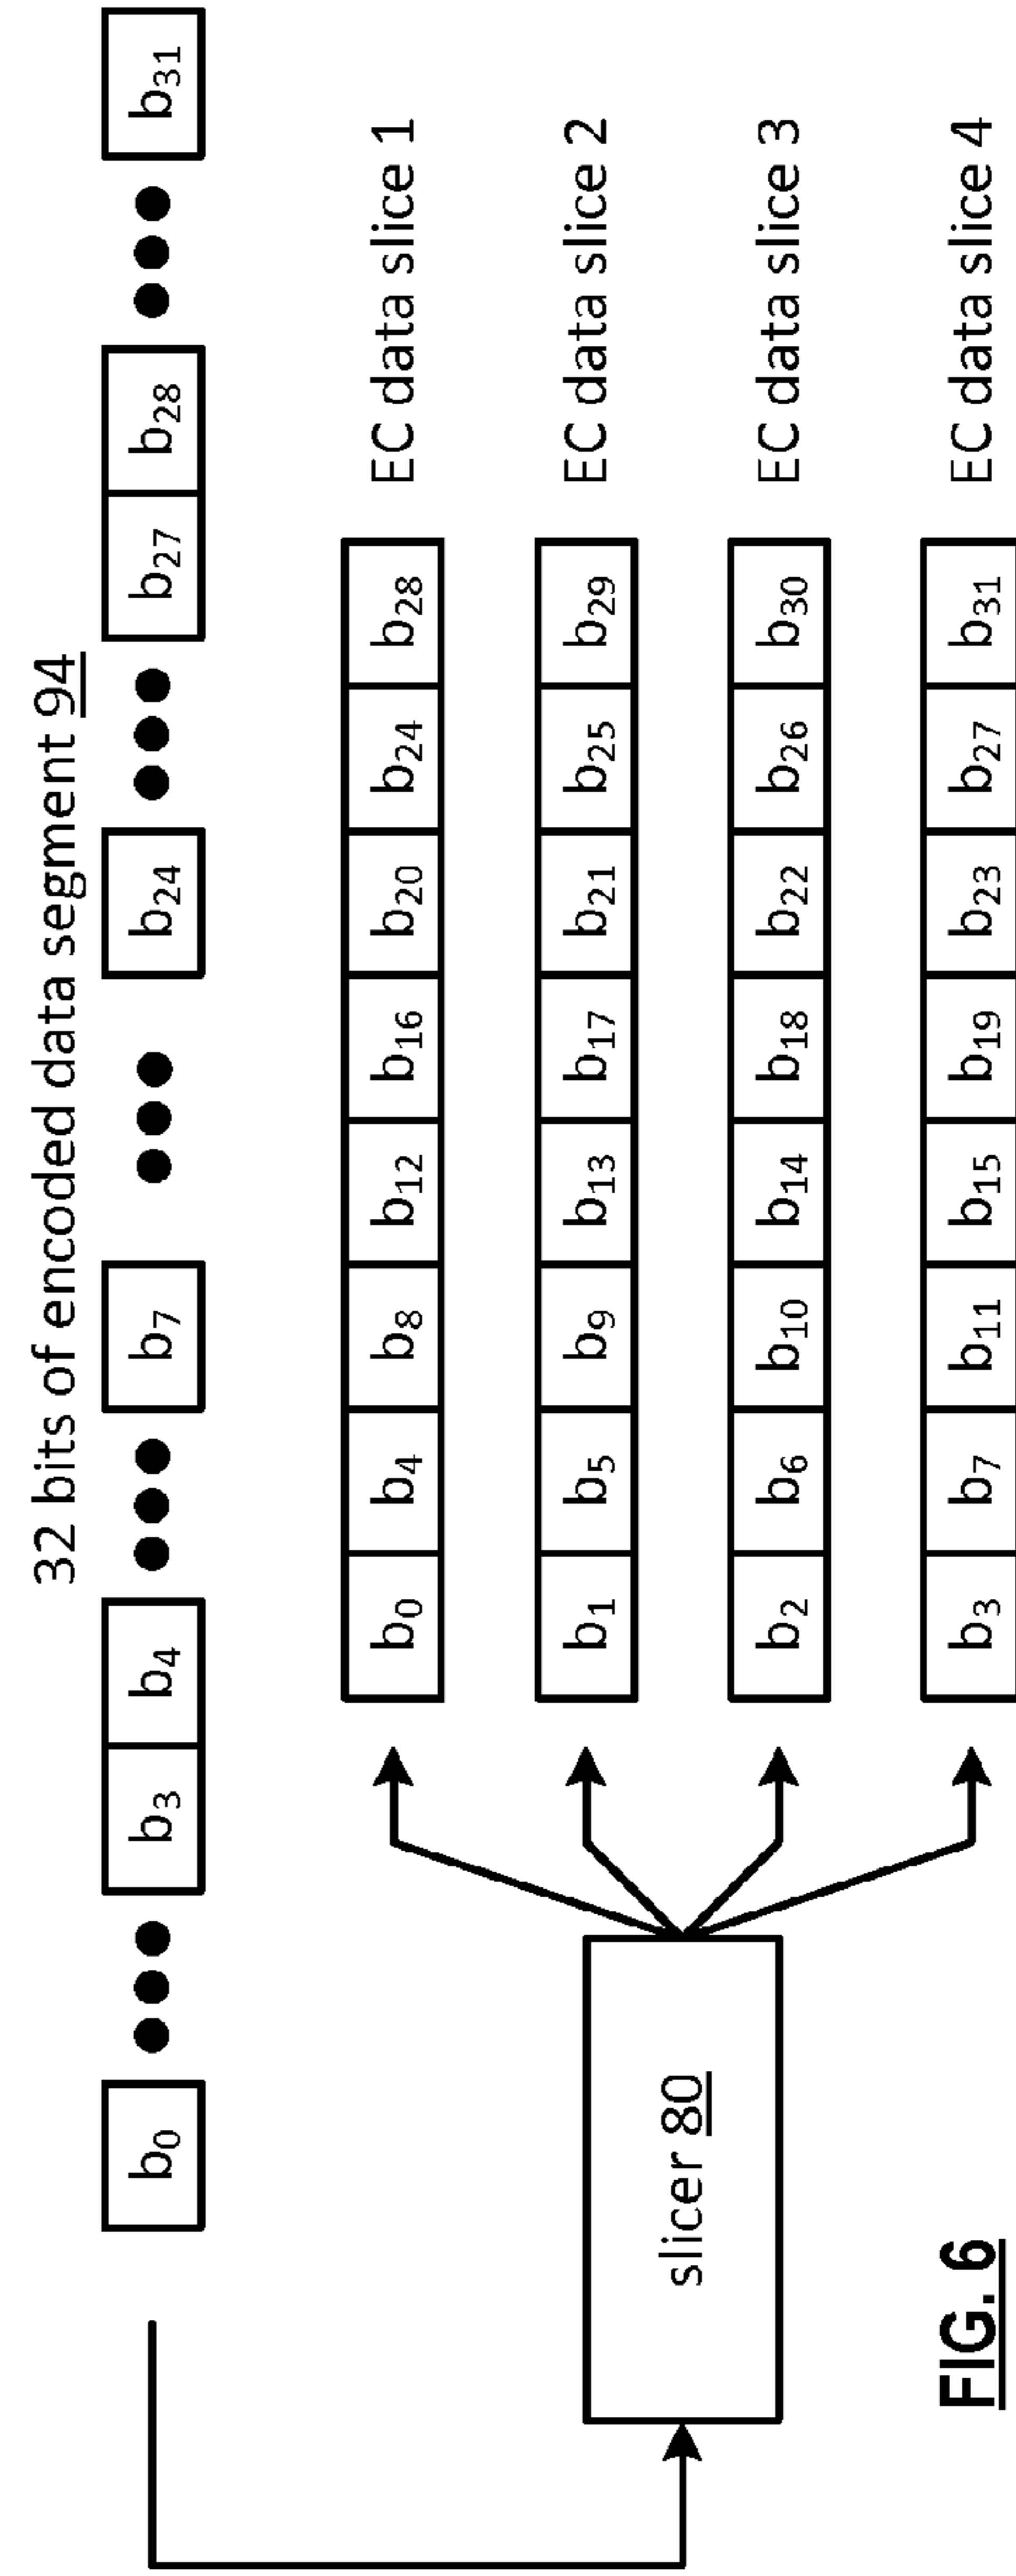 32 bits of encoded data segment 94
b0 b3 b4 b7 b24 b27 b28 b31
slicer 80
b0 b4 b8 b12 b16 b20 b24 b28 EC data slice 1
b1 b5 b9 b13 b17 b21 b25 b29 EC data slice 2
b2 b6 b10 b14 b18 b22 b26 b30 EC data slice 3
b3 b7 b11 b15 b19 b23 b27 b31 EC data slice 4
FIG. 6